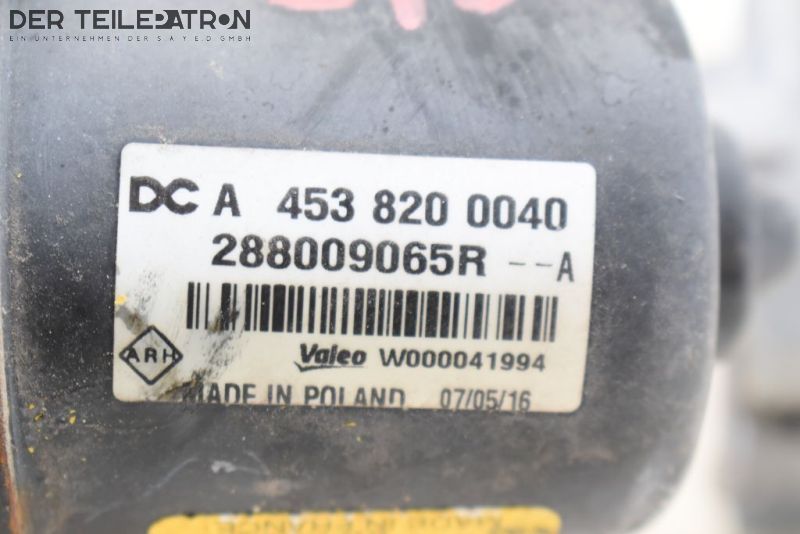 DER TEILEPATRON
EIN UNTERNEHMEN DER S A Y E D GMBH
DC A 453 820 0040
288009065R --A
ARH Valeo W000041994
MADE IN POLAND 07/05/16